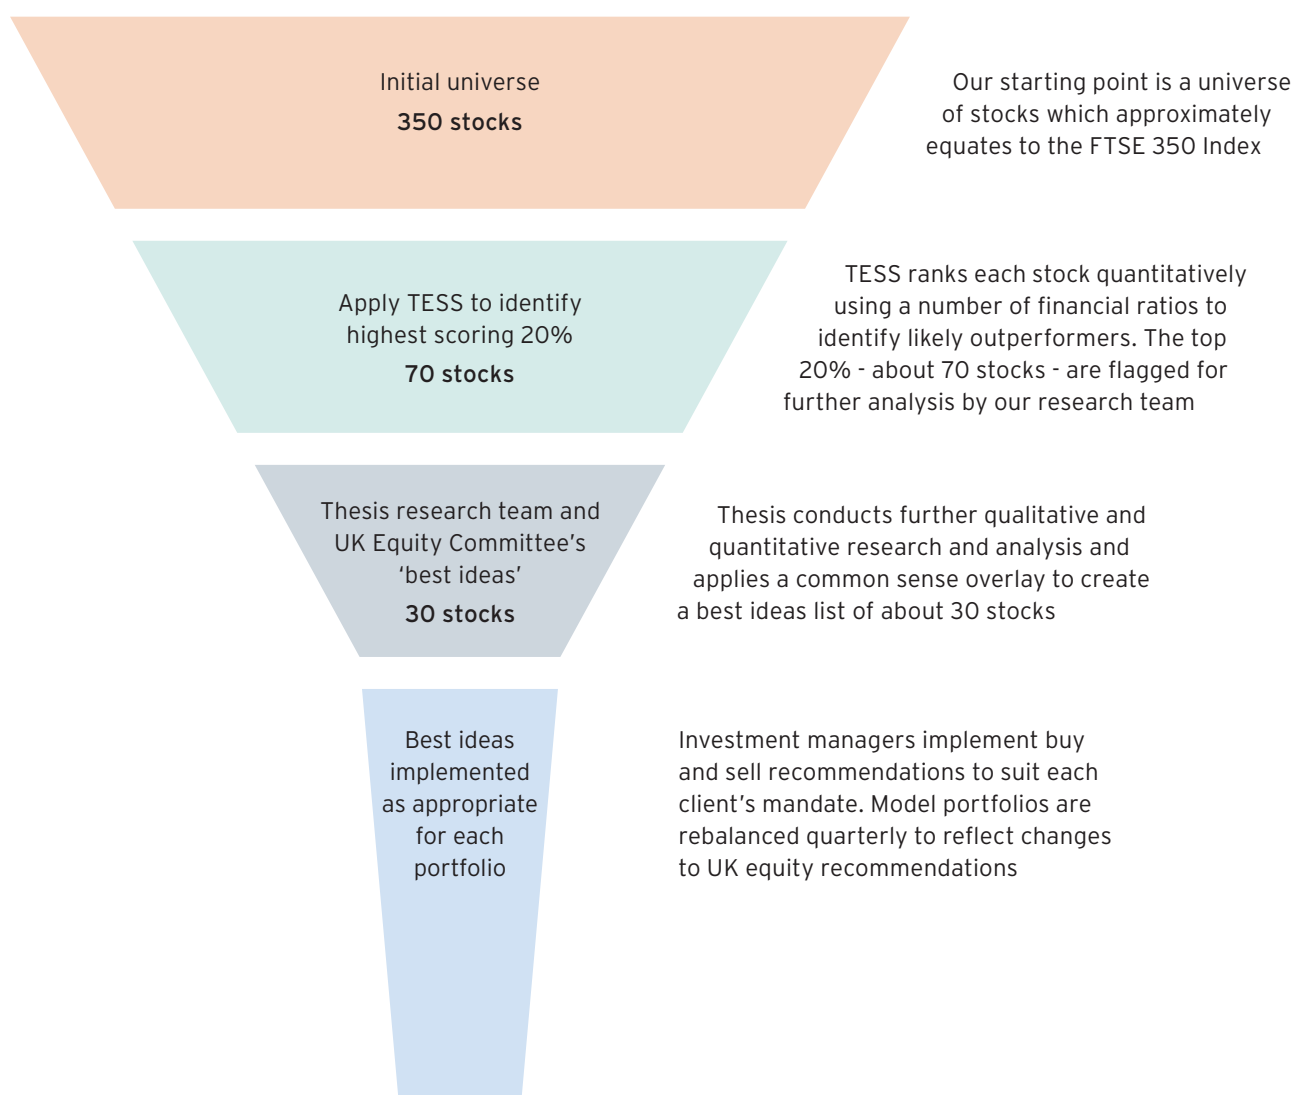 Initial universe
350 stocks
Our starting point is a universe
of stocks which approximately
equates to the FTSE 350 Index
Apply TESS to identify
highest scoring 20%
70 stocks
TESS ranks each stock quantitatively
using a number of financial ratios to
identify likely outperformers. The top
20% - about 70 stocks - are flagged for
further analysis by our research team
Thesis research team and
UK Equity Committee’s
‘best ideas’
30 stocks
Thesis conducts further qualitative and
quantitative research and analysis and
applies a common sense overlay to create
a best ideas list of about 30 stocks
Best ideas
implemented
as appropriate
for each
portfolio
Investment managers implement buy
and sell recommendations to suit each
client’s mandate. Model portfolios are
rebalanced quarterly to reflect changes
to UK equity recommendations